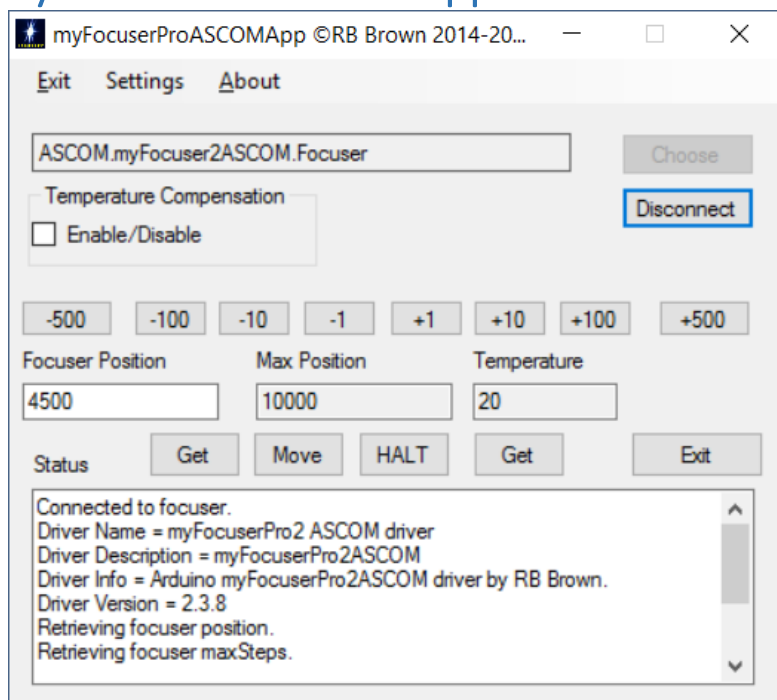 myFocuserProASCOMApp ©RB Brown 2014-20...
Exit Settings About
ASCOM.myFocuser2ASCOM.Focuser Choose
Temperature Compensation
Disconnect
Enable/Disable
-500 -100 -10 -1 +1 +10 +100 +500
Focuser Position Max Position Temperature
4500 10000 20
Status Get Move HALT Get Exit
Connected to focuser.
Driver Name = myFocuserPro2 ASCOM driver
Driver Description = myFocuserPro2ASCOM
Driver Info = Arduino myFocuserPro2ASCOM driver by RB Brown.
Driver Version = 2.3.8
Retrieving focuser position.
Retrieving focuser maxSteps.